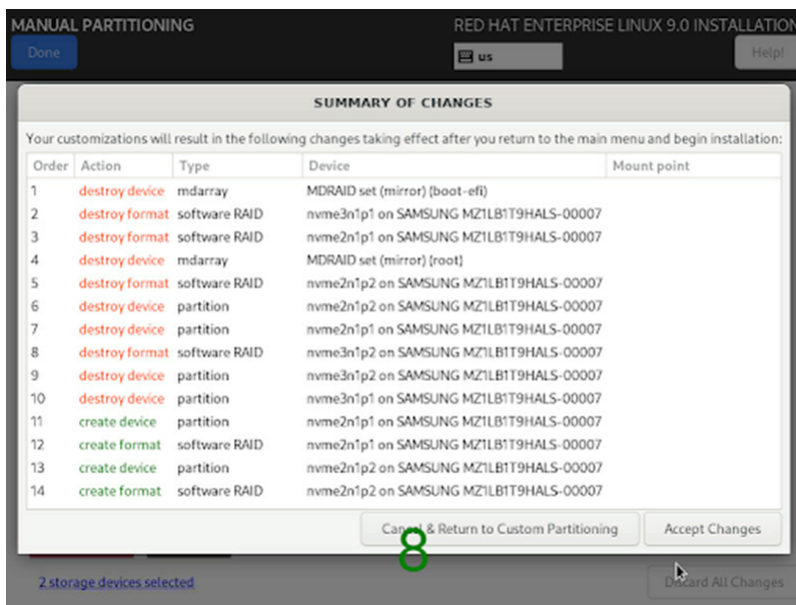 MANUAL PARTITIONING RED HAT ENTERPRISE LINUX 9.0 INSTALLATION
Done us Help!
SUMMARY OF CHANGES
Your customizations will result in the following changes taking effect after you return to the main menu and begin installation:
Order Action Type Device Mount point
1 destroy device mdarray MDRAID set (mirror) (boot-efi)
2 destroy format software RAID nvme3n1p1 on SAMSUNG MZ1LB1T9HALS-00007
3 destroy format software RAID nvme2n1p1 on SAMSUNG MZ1LB1T9HALS-00007
4 destroy device mdarray MDRAID set (mirror) (root)
5 destroy format software RAID nvme2n1p2 on SAMSUNG MZ1LB1T9HALS-00007
6 destroy device partition nvme2n1p2 on SAMSUNG MZ1LB1T9HALS-00007
7 destroy device partition nvme2n1p1 on SAMSUNG MZ1LB1T9HALS-00007
8 destroy format software RAID nvme3n1p2 on SAMSUNG MZ1LB1T9HALS-00007
9 destroy device partition nvme3n1p2 on SAMSUNG MZ1LB1T9HALS-00007
10 destroy device partition nvme3n1p1 on SAMSUNG MZ1LB1T9HALS-00007
11 create device partition nvme2n1p1 on SAMSUNG MZ1LB1T9HALS-00007
12 create format software RAID nvme2n1p1 on SAMSUNG MZ1LB1T9HALS-00007
13 create device partition nvme2n1p2 on SAMSUNG MZ1LB1T9HALS-00007
14 create format software RAID nvme2n1p2 on SAMSUNG MZ1LB1T9HALS-00007
Cancel & Return to Custom Partitioning Accept Changes
8
2 storage devices selected Discard All Changes